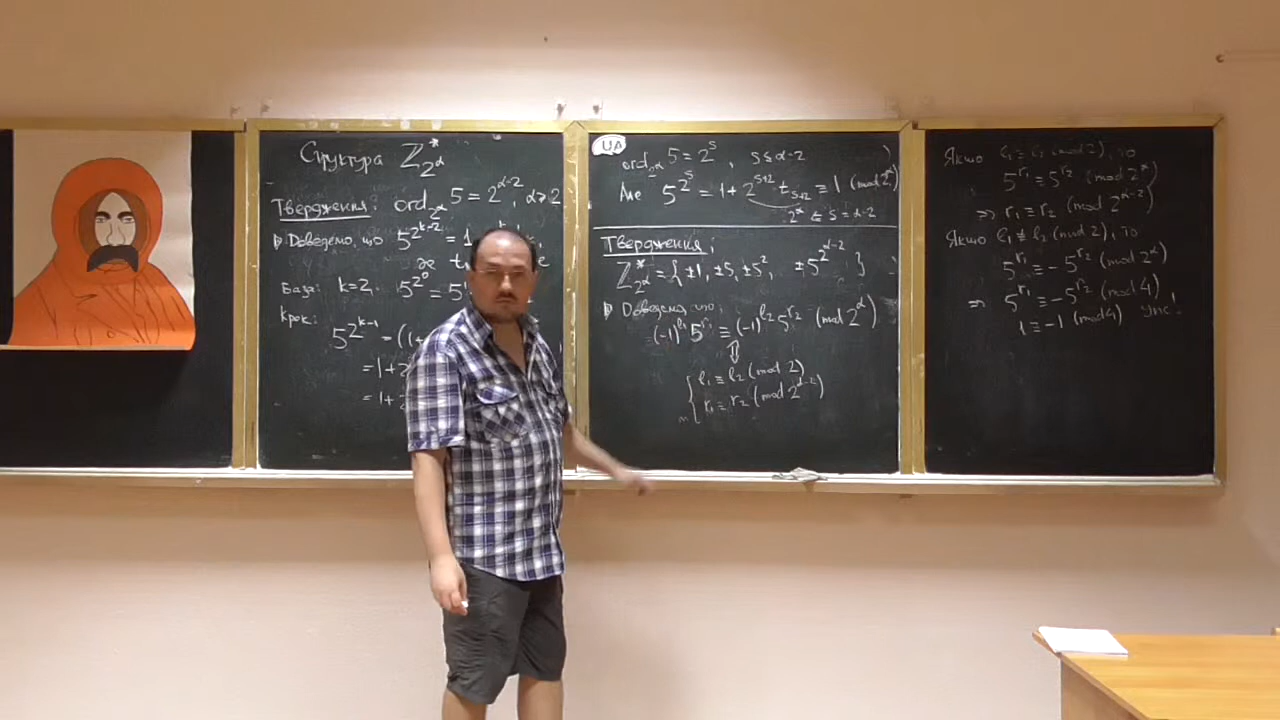 Структура ℤ*_{2^α}
Твердження: ord_{2^α} 5 = 2^{α-2}, α≥2
▷ Доведемо, що 5^{2^{k-2}} = 1
База: k=2. 5^{2^0} = 5
Крок: 5^{2^{k-1}} = (1+
= 1+2
= 1+2
UA
ord_{2^α} 5 = 2^s, s≤α-2
Але 5^{2^s} = 1+2^{s+2} t_{s+2} ≡ 1 (mod 2^α)
s = α-2
Твердження:
ℤ*_{2^α} = {±1, ±5, ±5^2, ±5^{2^{α-2}} }
▷ Доведемо, що:
(-1)^{l_1} 5^{r_1} ≡ (-1)^{l_2} 5^{r_2} (mod 2^α)
⇕
{ l_1 ≡ l_2 (mod 2)
r_1 ≡ r_2 (mod 2^{α-2})
Якщо l_1 ≡ l_2 (mod 2), то
5^{r_1} ≡ 5^{r_2} (mod 2^α)
⇒ r_1 ≡ r_2 (mod 2^{α-2})
Якщо l_1 ≢ l_2 (mod 2), то
5^{r_1} ≡ -5^{r_2} (mod 2^α)
⇒ 5^{r_1} ≡ -5^{r_2} (mod 4)
1 ≡ -1 (mod 4) Упс!